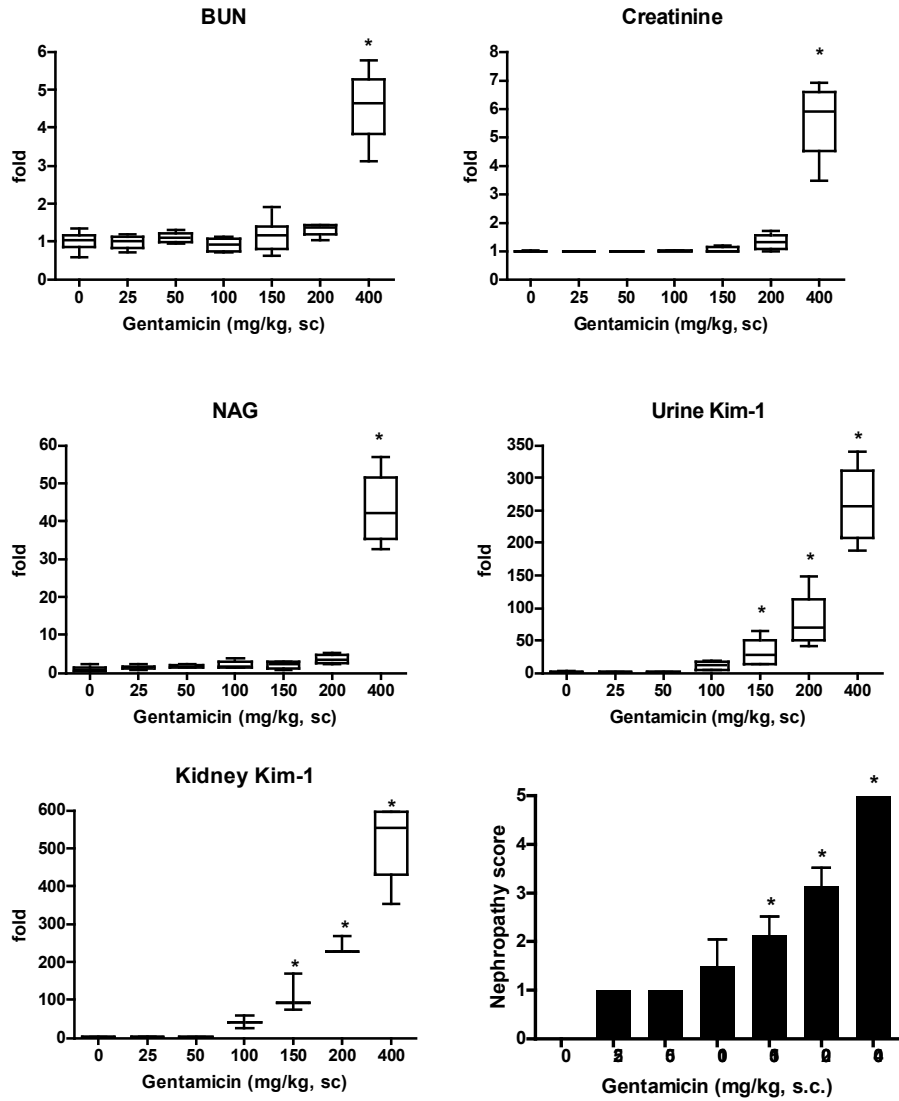 BUN
*
6
5
4
3
2
1
0
fold
0 25 50 100 150 200 400
Gentamicin (mg/kg, sc)
Creatinine
*
8
7
6
5
4
3
2
1
0
fold
0 25 50 100 150 200 400
Gentamicin (mg/kg, sc)
NAG
*
60
50
40
30
20
10
0
fold
0 25 50 100 150 200 400
Gentamicin (mg/kg, sc)
Urine Kim-1
* * *
350
300
250
200
150
100
50
0
fold
0 25 50 100 150 200 400
Gentamicin (mg/kg, sc)
Kidney Kim-1
* * *
600
500
400
300
200
100
0
fold
0 25 50 100 150 200 400
Gentamicin (mg/kg, sc)
* * *
5
4
3
2
1
0
Nephropathy score
0
Gentamicin (mg/kg, s.c.)